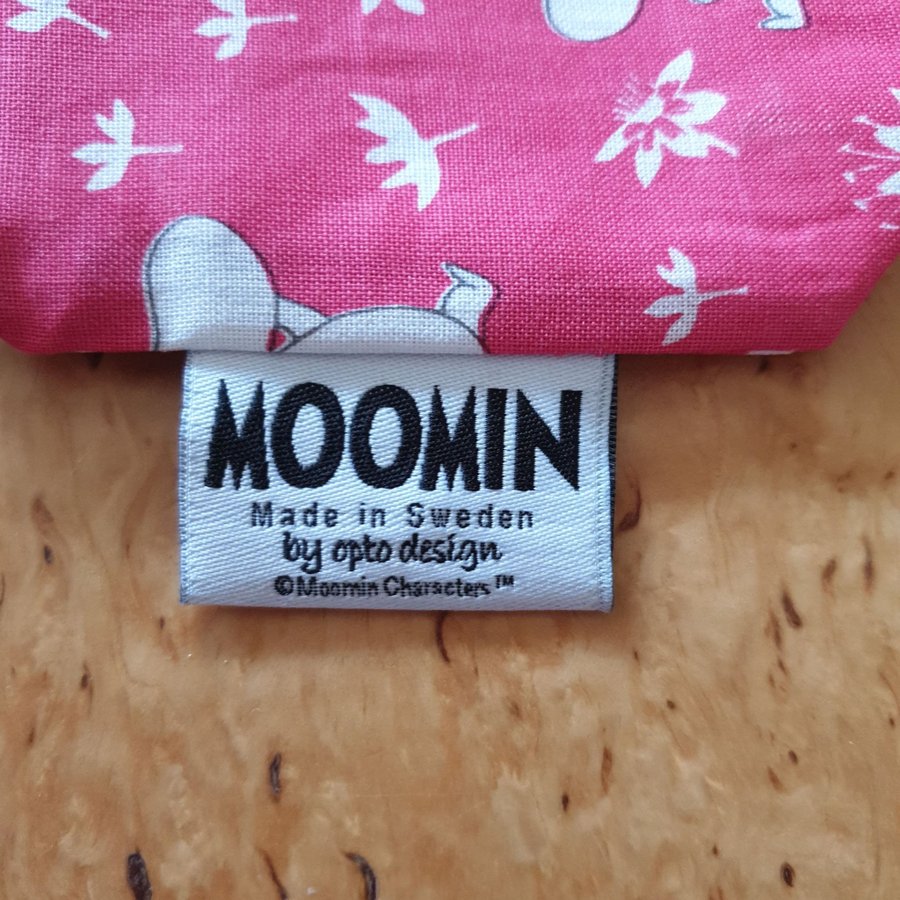 MOOMIN
Made in Sweden
by opto design
©Moomin Characters™